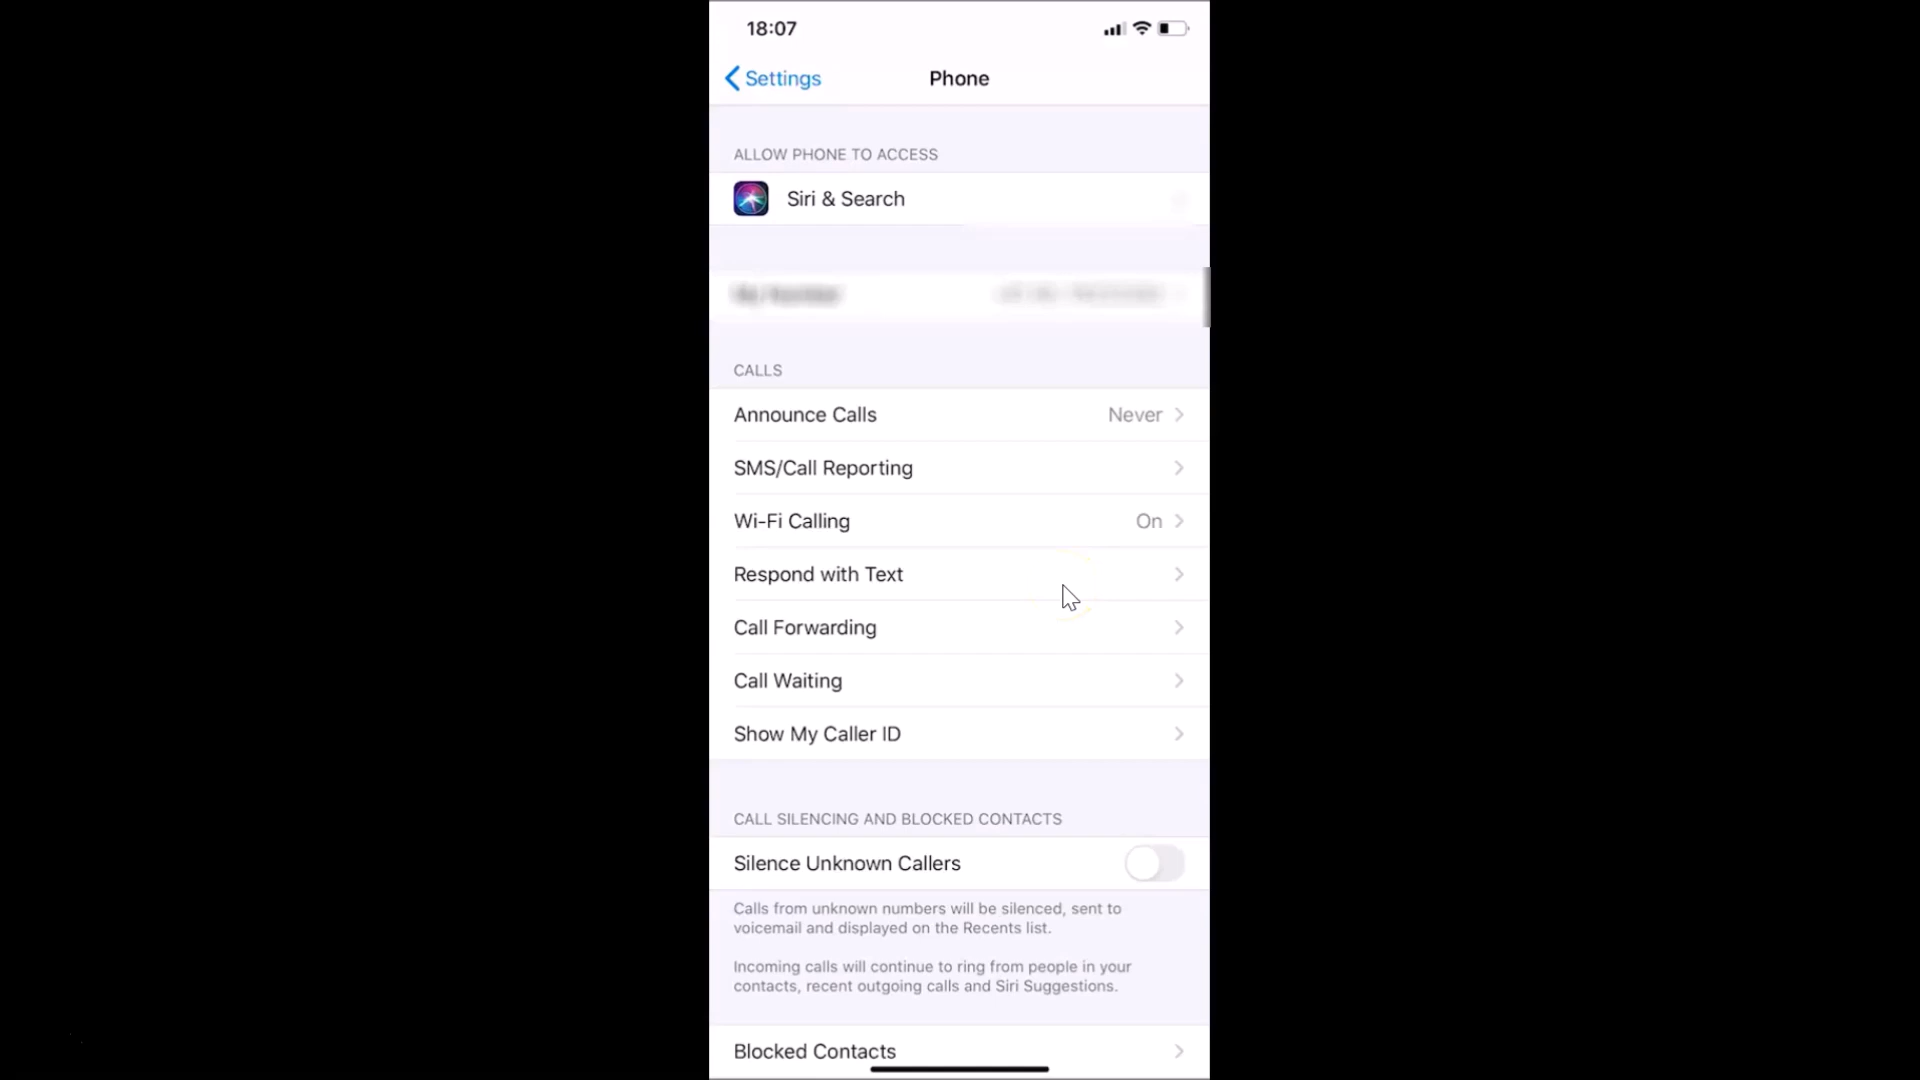 18:07
Settings
Phone
ALLOW PHONE TO ACCESS
Siri & Search
CALLS
Announce Calls Never
SMS/Call Reporting
Wi-Fi Calling On
Respond with Text
Call Forwarding
Call Waiting
Show My Caller ID
CALL SILENCING AND BLOCKED CONTACTS
Silence Unknown Callers
Calls from unknown numbers will be silenced, sent to
voicemail and displayed on the Recents list.
Incoming calls will continue to ring from people in your
contacts, recent outgoing calls and Siri Suggestions.
Blocked Contacts